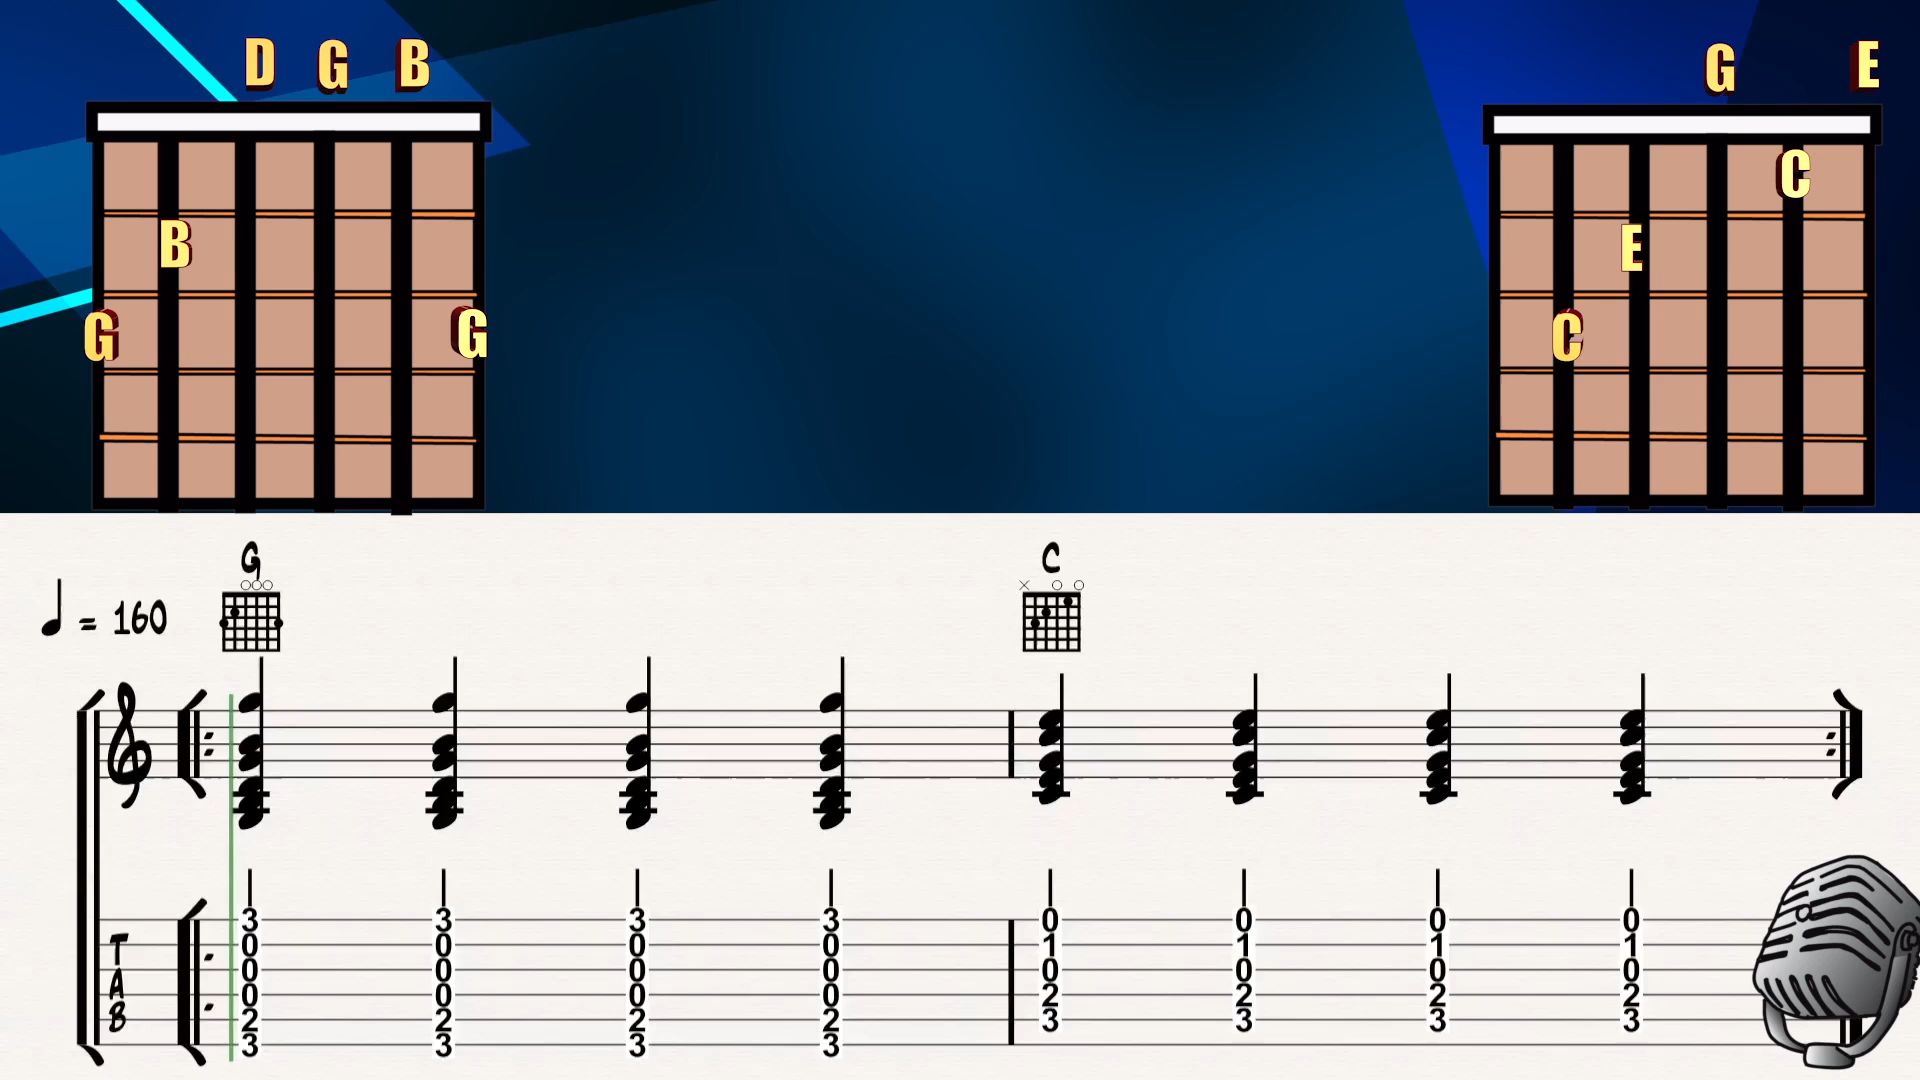 D G B
G E
C
B
E
G G
C
G C
= 160
3 3 3 3 0 0 0 0
T 0 0 0 0 1 1 1 1
0 0 0 0 0 0 0 0
A 0 0 0 0 2 2 2 2
B 2 2 2 2 3 3 3 3
3 3 3 3